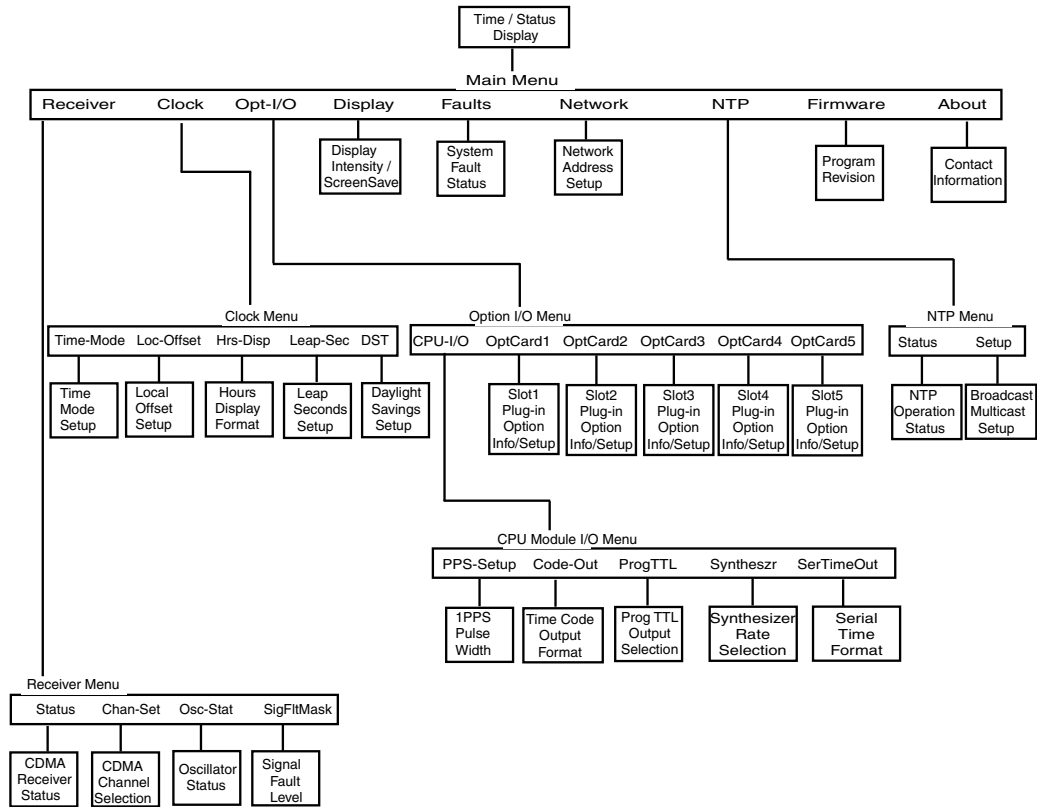 Time / Status
Display
Main Menu
Receiver Clock Opt-I/O Display Faults Network NTP Firmware About
Display
Intensity /
ScreenSave
System
Fault
Status
Network
Address
Setup
Program
Revision
Contact
Information
Clock Menu
Time-Mode Loc-Offset Hrs-Disp Leap-Sec DST
Time
Mode
Setup
Local
Offset
Setup
Hours
Display
Format
Leap
Seconds
Setup
Daylight
Savings
Setup
Option I/O Menu
CPU-I/O OptCard1 OptCard2 OptCard3 OptCard4 OptCard5
Slot1
Plug-in
Option
Info/Setup
Slot2
Plug-in
Option
Info/Setup
Slot3
Plug-in
Option
Info/Setup
Slot4
Plug-in
Option
Info/Setup
Slot5
Plug-in
Option
Info/Setup
NTP Menu
Status Setup
NTP
Operation
Status
Broadcast
Multicast
Setup
CPU Module I/O Menu
PPS-Setup Code-Out ProgTTL Syntheszr SerTimeOut
1PPS
Pulse
Width
Time Code
Output
Format
Prog TTL
Output
Selection
Synthesizer
Rate
Selection
Serial
Time
Format
Receiver Menu
Status Chan-Set Osc-Stat SigFltMask
CDMA
Receiver
Status
CDMA
Channel
Selection
Oscillator
Status
Signal
Fault
Level